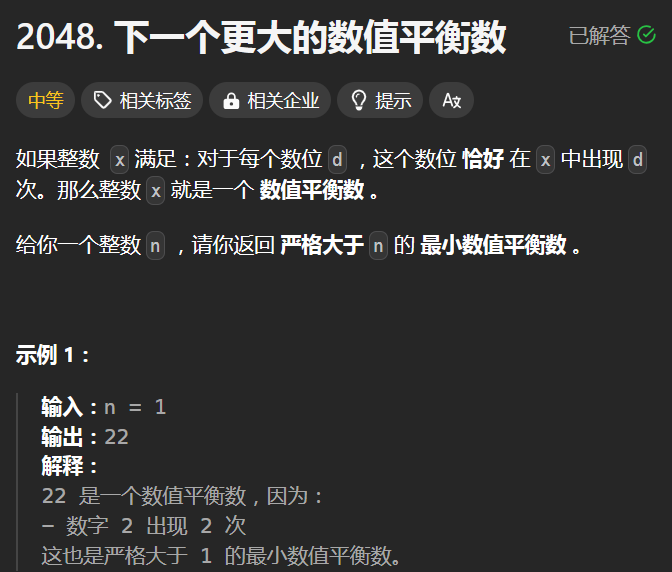 2048. 下一个更大的数值平衡数
已解答
中等 相关标签 相关企业 提示
如果整数 x 满足：对于每个数位 d ，这个数位 恰好 在 x 中出现 d
次。那么整数 x 就是一个 数值平衡数 。
给你一个整数 n ，请你返回 严格大于 n 的 最小数值平衡数 。
示例 1：
输入：n = 1
输出：22
解释：
22 是一个数值平衡数，因为：
- 数字 2 出现 2 次
这也是严格大于 1 的最小数值平衡数。